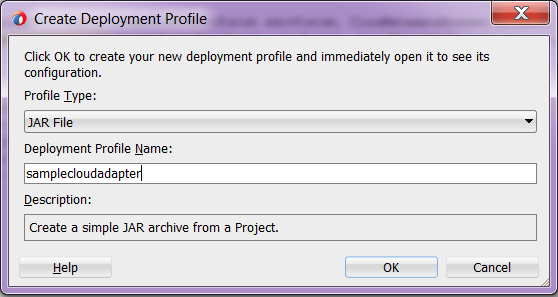 Create Deployment Profile
Click OK to create your new deployment profile and immediately open it to see its
configuration.
Profile Type:
JAR File
Deployment Profile Name:
samplecloudadapter
Description:
Create a simple JAR archive from a Project.
Help
OK
Cancel